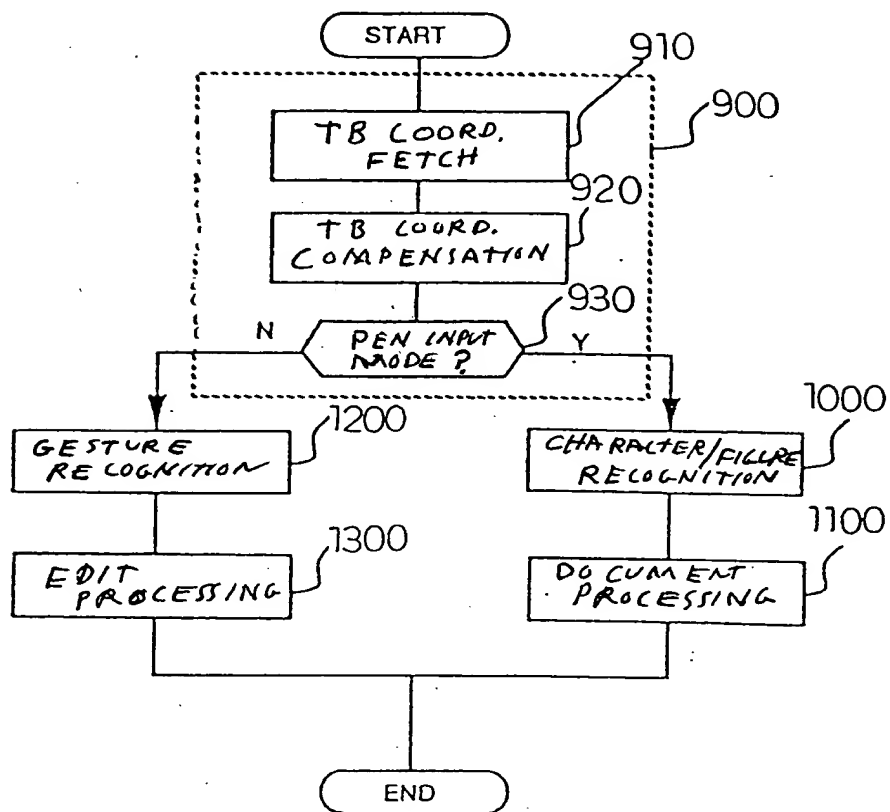 START
910
900
TB COORD.
FETCH
920
TB COORD.
COMPENSATION
930
N
PEN INPUT
MODE?
Y
1200
1000
GESTURE
RECOGNITION
CHARACTER/FIGURE
RECOGNITION
1300
1100
EDIT
PROCESSING
DOCUMENT
PROCESSING
END